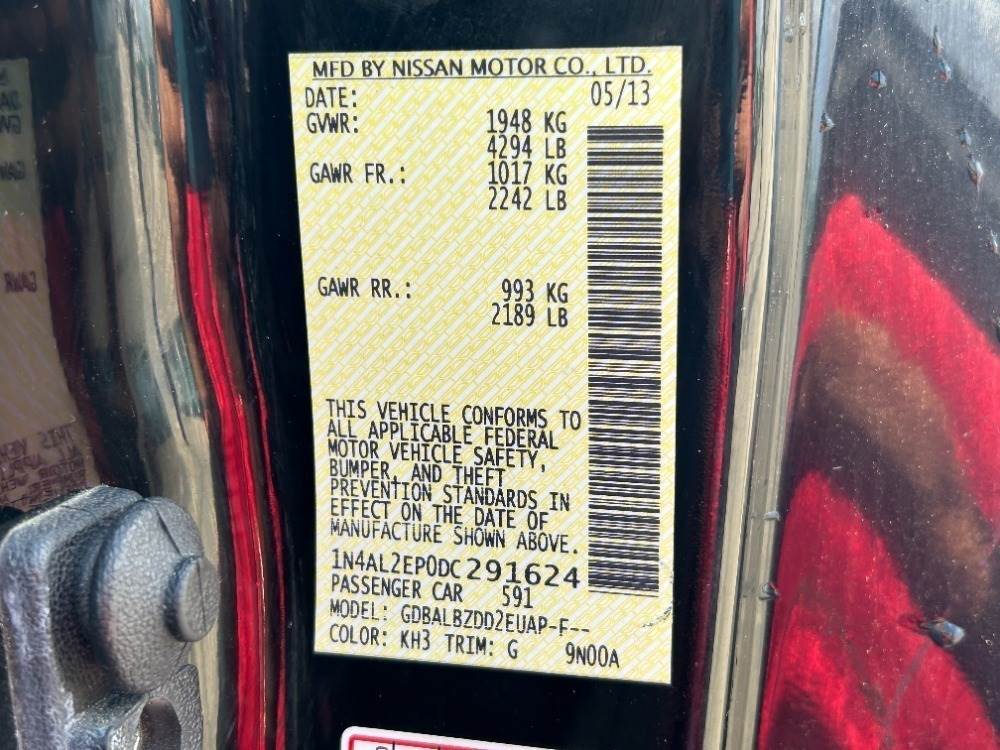 MFD BY NISSAN MOTOR CO., LTD.
DATE: 05/13
GVWR: 1948 KG
4294 LB
GAWR FR.: 1017 KG
2242 LB
GAWR RR.: 993 KG
2189 LB
THIS VEHICLE CONFORMS TO
ALL APPLICABLE FEDERAL
MOTOR VEHICLE SAFETY,
BUMPER, AND THEFT
PREVENTION STANDARDS IN
EFFECT ON THE DATE OF
MANUFACTURE SHOWN ABOVE.
1N4AL2EP0DC291624
PASSENGER CAR 591
MODEL: GDBALBZDD2EUAP-F--
COLOR: KH3 TRIM: G 9N00A